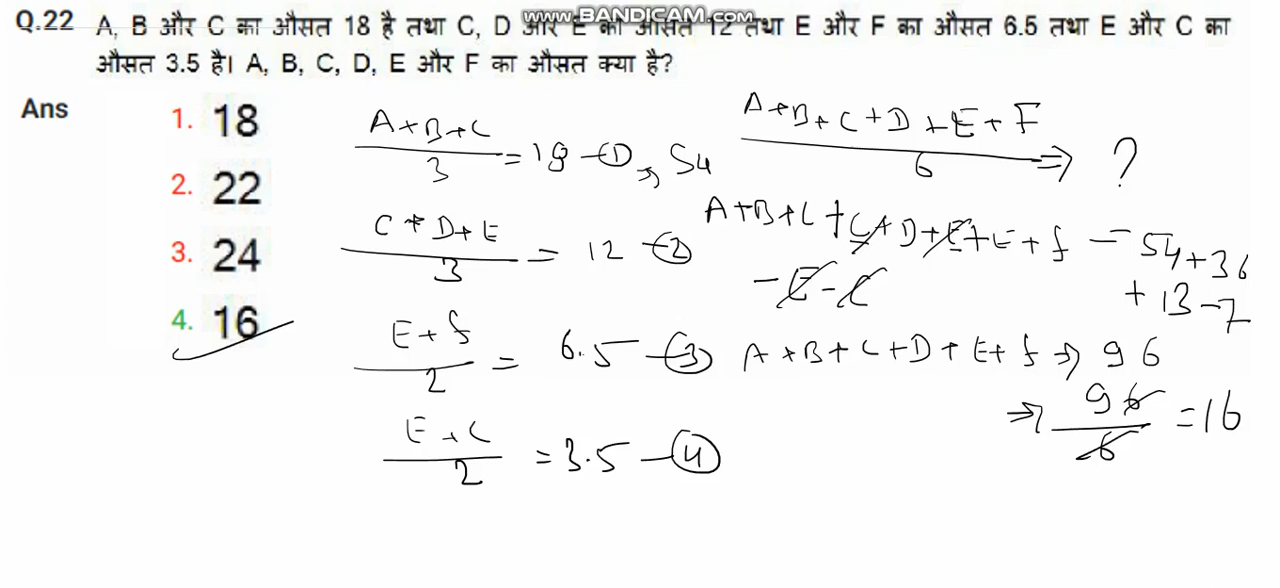 www.BANDICAM.com
Q.22 A, B और C का औसत 18 है तथा C, D और E का औसत 12 तथा E और F का औसत 6.5 तथा E और C का
औसत 3.5 है। A, B, C, D, E और F का औसत क्या है?
Ans
1. 18
2. 22
3. 24
4. 16
A+B+C/3 = 18 -① → 54
C+D+E/3 = 12 -②
E+f/2 = 6.5 -③
E+C/2 = 3.5 -④
A+B+C+D+E+F/6 ⇒ ?
A+B+C+C+D+E+E+f = 54+36
-E-C +13-7
A+B+C+D+E+f ⇒ 96
⇒ 96/6 = 16